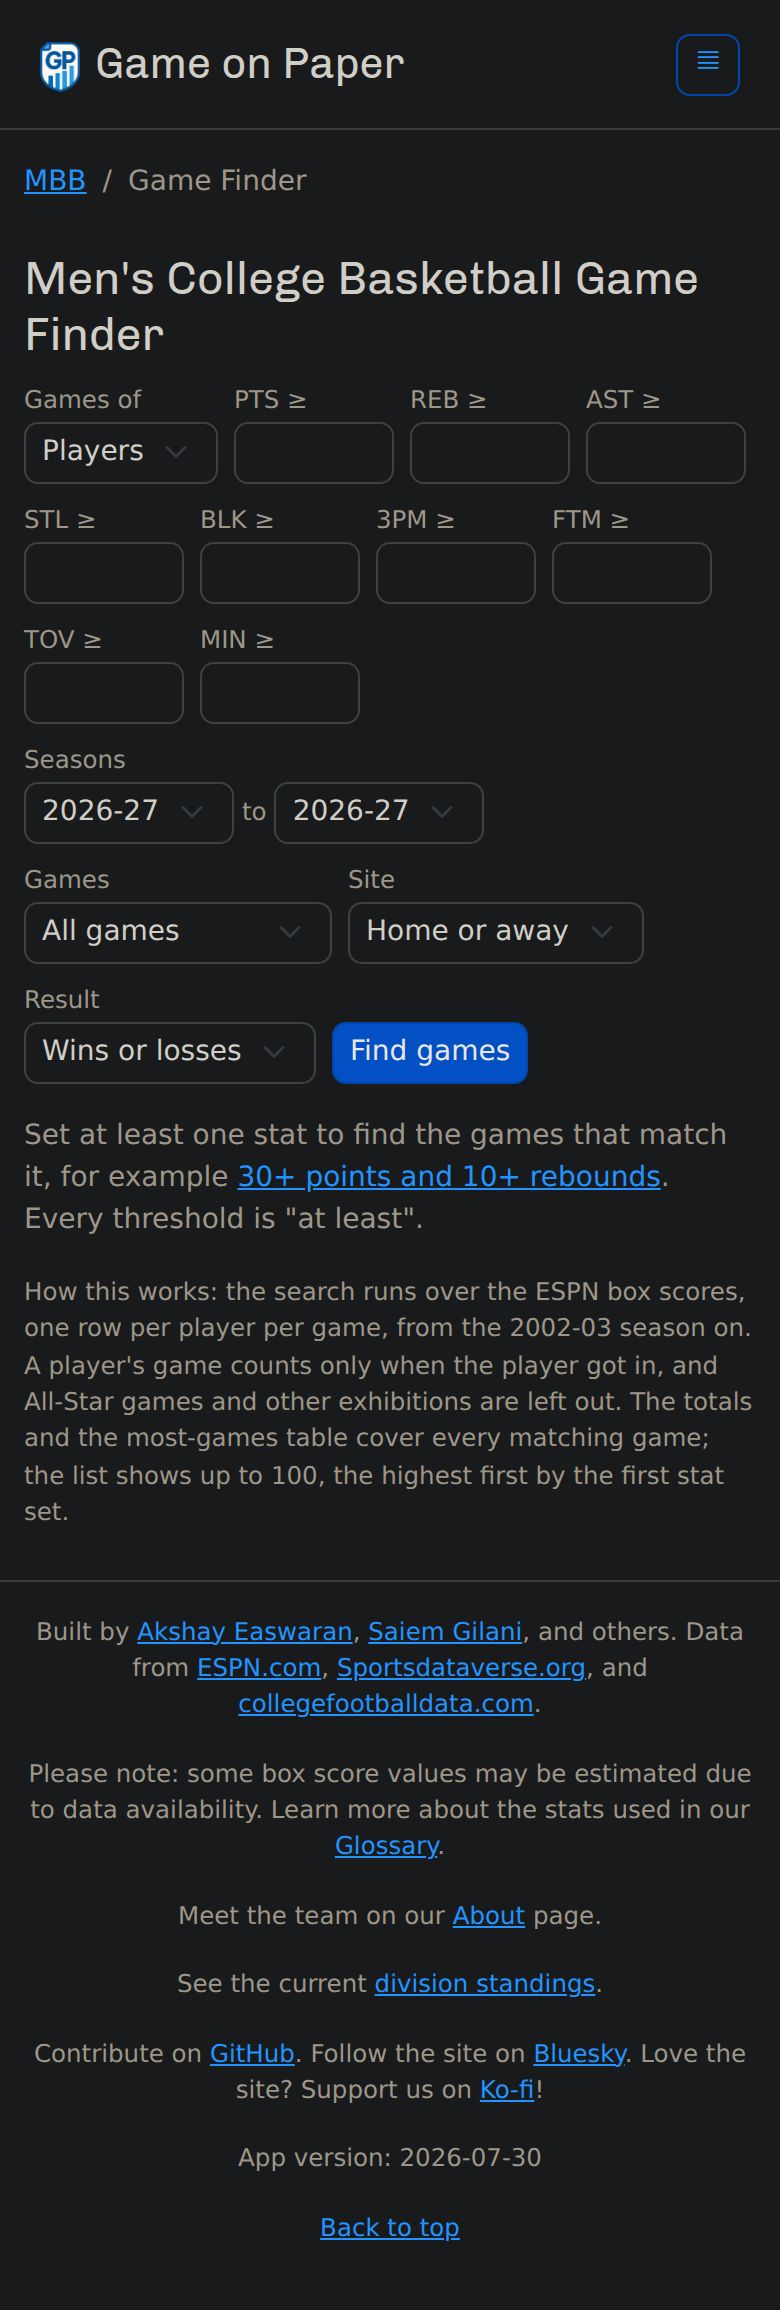 GP Game on Paper
MBB / Game Finder
Men's College Basketball Game
Finder
Games of PTS ≥ REB ≥ AST ≥
Players
STL ≥ BLK ≥ 3PM ≥ FTM ≥
TOV ≥ MIN ≥
Seasons
2026-27 to 2026-27
Games Site
All games Home or away
Result
Wins or losses Find games
Set at least one stat to find the games that match
it, for example 30+ points and 10+ rebounds.
Every threshold is "at least".
How this works: the search runs over the ESPN box scores,
one row per player per game, from the 2002-03 season on.
A player's game counts only when the player got in, and
All-Star games and other exhibitions are left out. The totals
and the most-games table cover every matching game;
the list shows up to 100, the highest first by the first stat
set.
Built by Akshay Easwaran, Saiem Gilani, and others. Data
from ESPN.com, Sportsdataverse.org, and
collegefootballdata.com.
Please note: some box score values may be estimated due
to data availability. Learn more about the stats used in our
Glossary.
Meet the team on our About page.
See the current division standings.
Contribute on GitHub. Follow the site on Bluesky. Love the
site? Support us on Ko-fi!
App version: 2026-07-30
Back to top